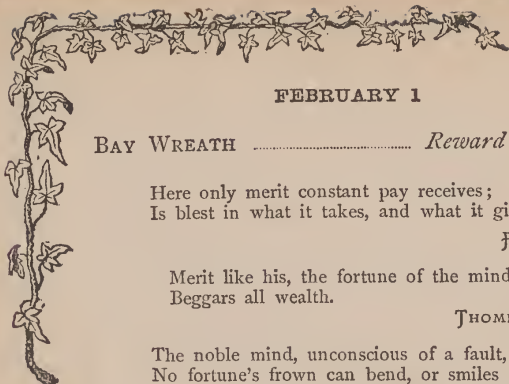 FEBRUARY 1
BAY WREATH ........................ Reward
Here only merit constant pay receives;
Is blest in what it takes, and what it gi
Merit like his, the fortune of the mind
Beggars all wealth.
THOM
The noble mind, unconscious of a fault,
No fortune's frown can bend, or smiles